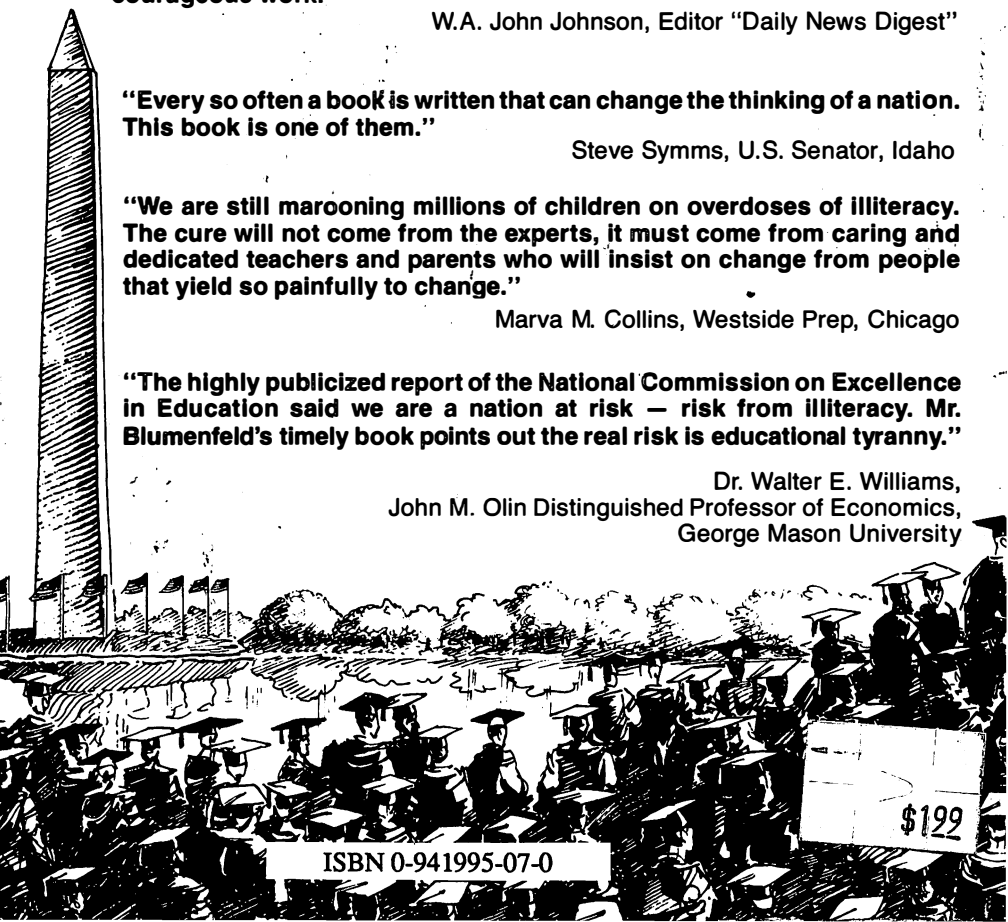 courageous work."
W.A. John Johnson, Editor “Daily News Digest”
“Every so often a book is written that can change the thinking of a nation.
This book is one of them.”
Steve Symms, U.S. Senator, Idaho
“We are still marooning millions of children on overdoses of illiteracy.
The cure will not come from the experts, it must come from caring and
dedicated teachers and parents who will insist on change from people
that yield so painfully to change.”
Marva M. Collins, Westside Prep, Chicago
“The highly publicized report of the National Commission on Excellence
in Education said we are a nation at risk — risk from illiteracy. Mr.
Blumenfeld’s timely book points out the real risk is educational tyranny.”
Dr. Walter E. Williams,
John M. Olin Distinguished Professor of Economics,
George Mason University
$199
ISBN 0-941995-07-0